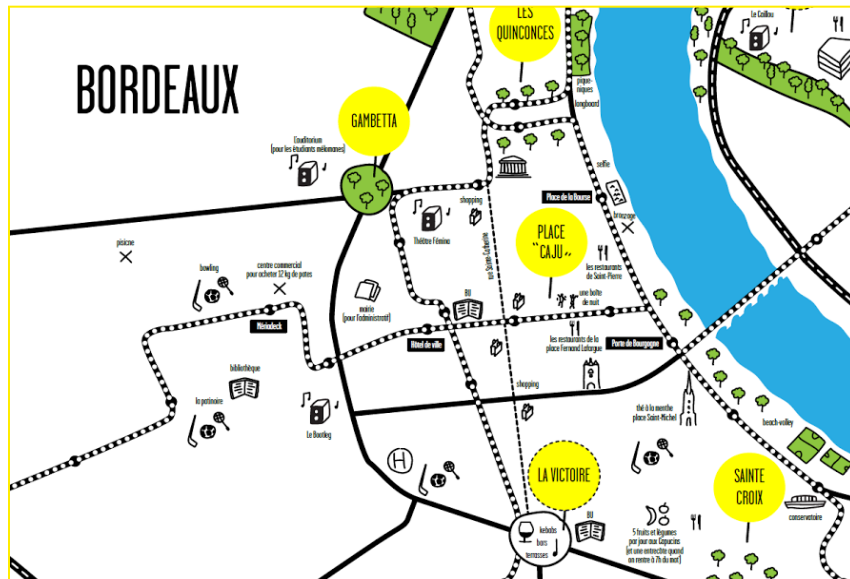 LES
QUINCONCES
Le Caillou
BORDEAUX
pique-
niques
longboard
GAMBETTA
L'auditorium
(pour les étudiants mélomanes)
selfie
shopping
Place de la Bourse
bronzage
Théâtre Fémina
rue Sainte-Catherine
PLACE
"CAJU"
les restaurants
de Saint-Pierre
piscine
bowling
centre commercial
pour acheter 12 kg de pates
mairie
(pour l'administratif)
BU
une boîte
de nuit
Mériadeck
Hôtel de ville
les restaurants de la
place Fernand Lafargue
Porte de Bourgogne
bibliothèque
shopping
la patinoire
Le Bootleg
thé à la menthe
place Saint-Michel
beach-volley
H
LA VICTOIRE
SAINTE
CROIX
BU
kebabs
bars
terrasses
5 fruits et légumes
par jour aux Capucins
(et une entrecôte quand
on rentre à 7h du mat)
conservatoire